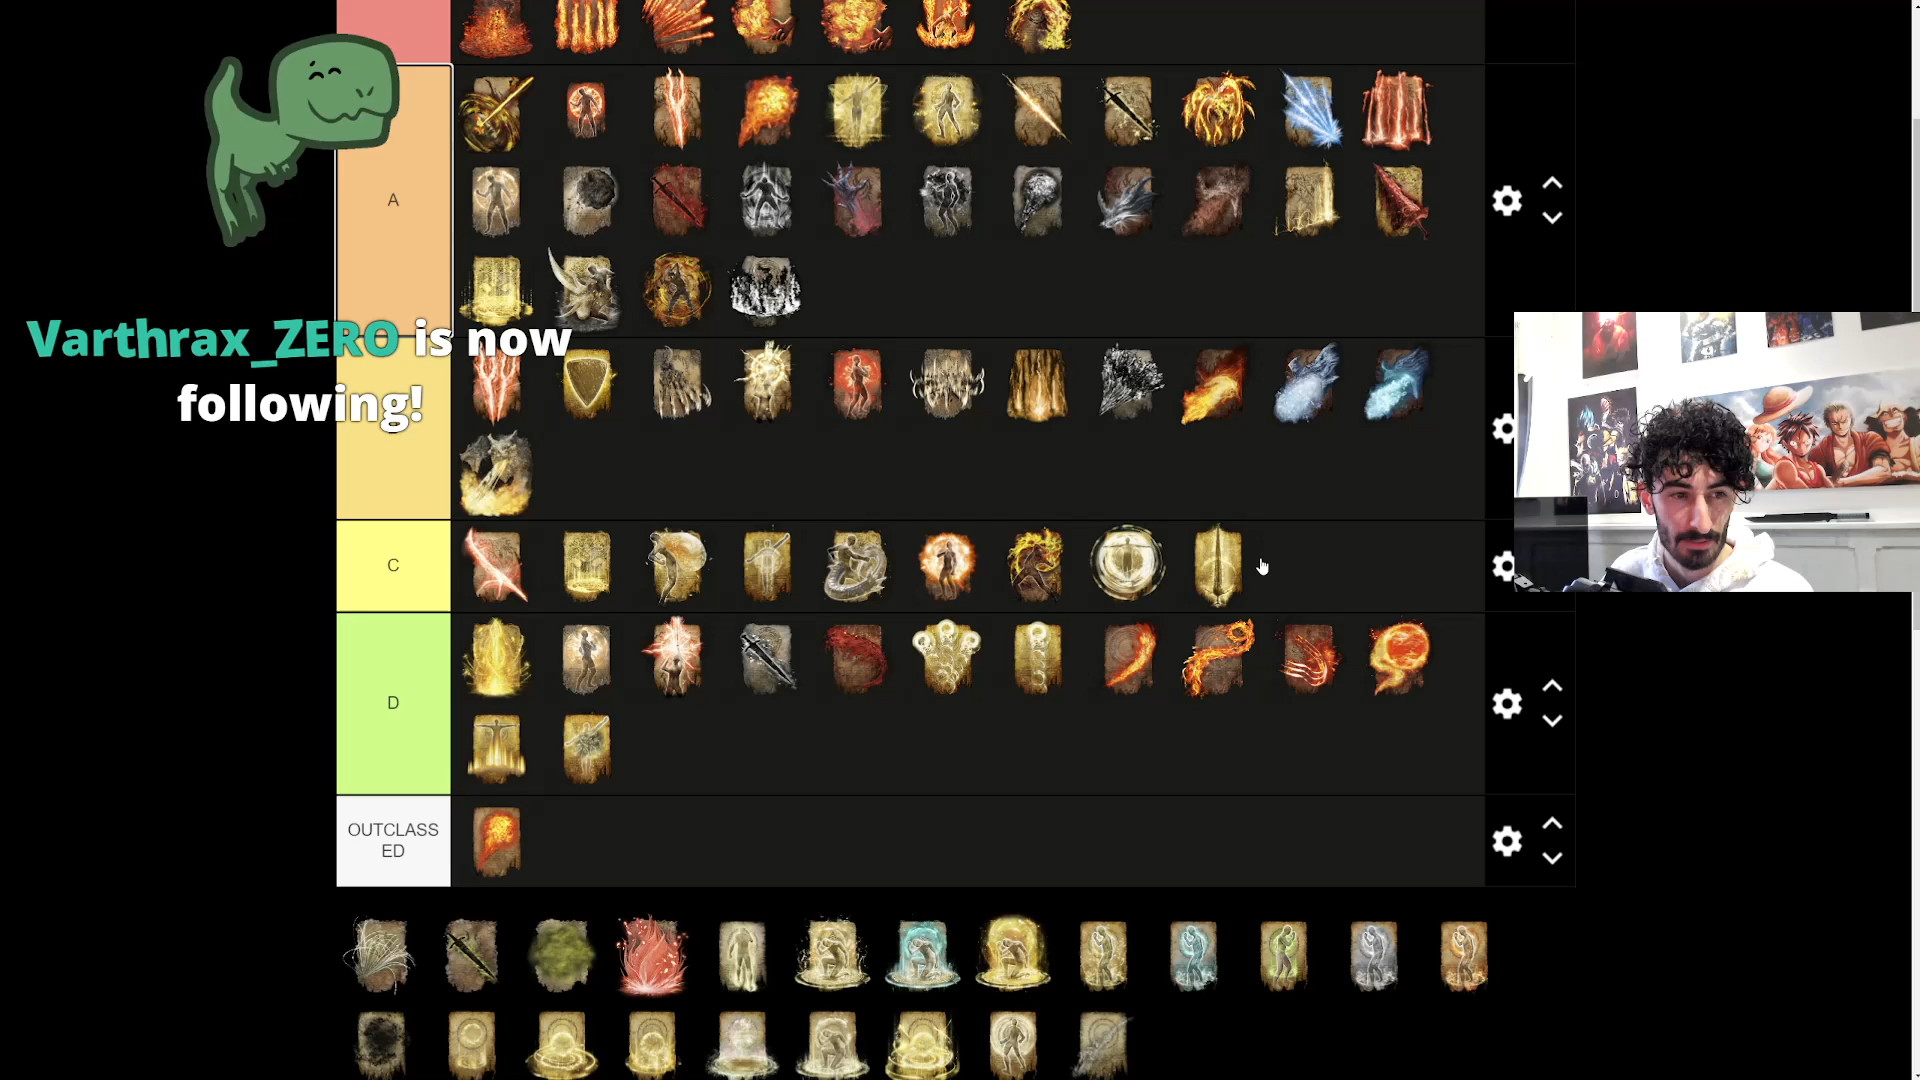 A
Varthrax_ZERO is now
following!
C
D
OUTCLASS
ED